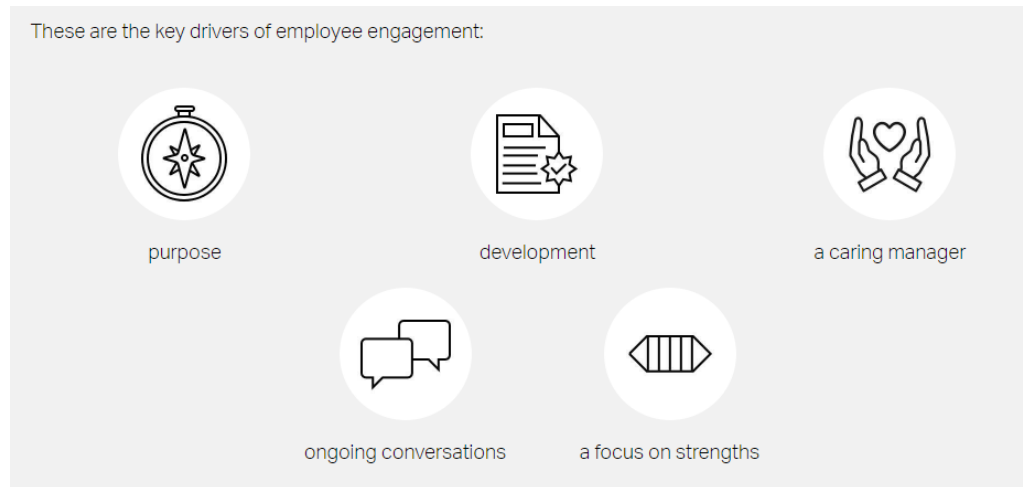 These are the key drivers of employee engagement:
purpose
development
a caring manager
ongoing conversations
a focus on strengths